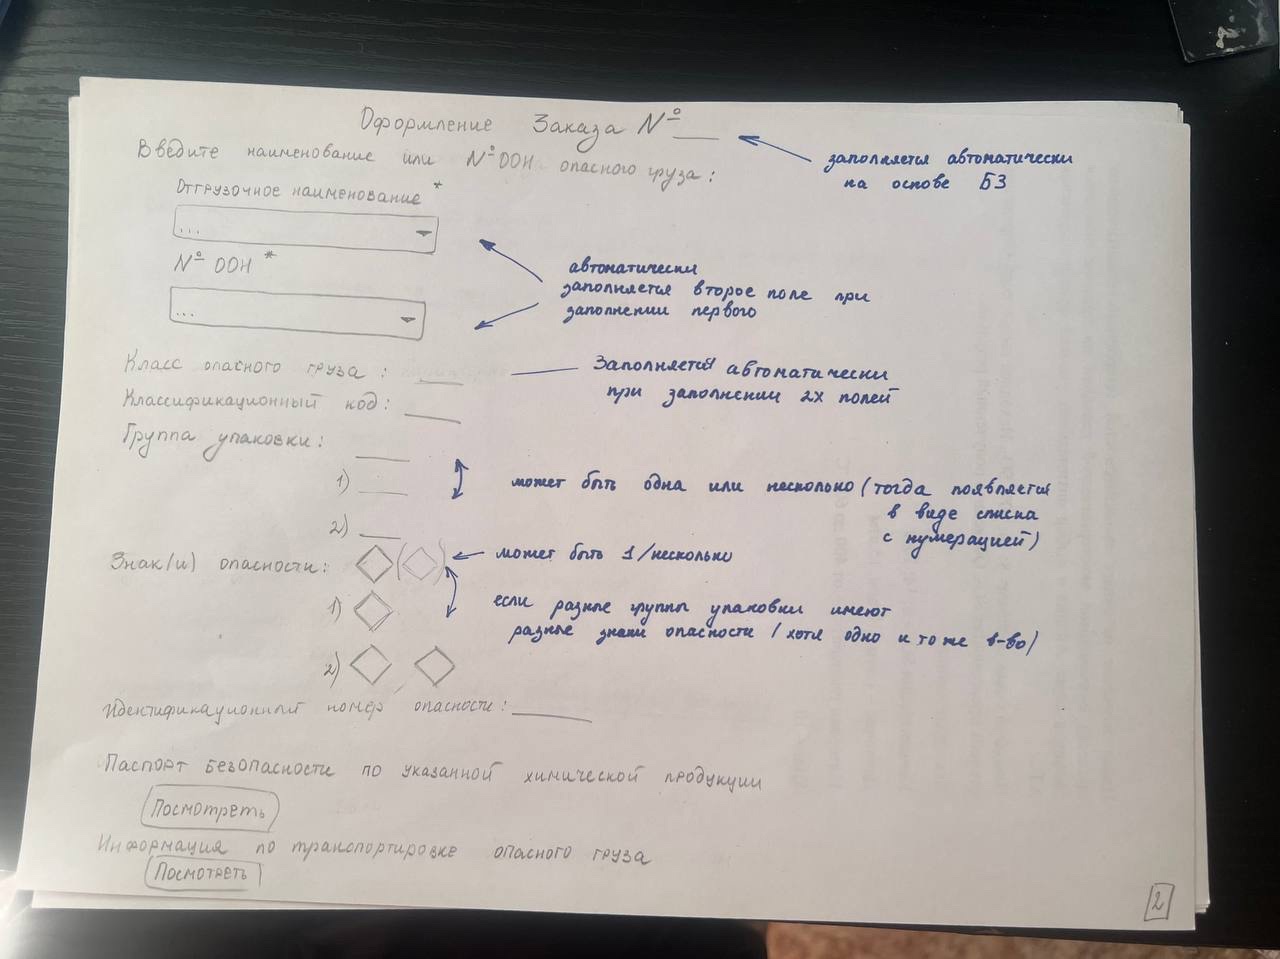 Оформление Заказа № ___
заполняется автоматически
на основе БЗ
Введите наименование или № ООН опасного груза:
Отгрузочное наименование *
...
№ ООН *
...
автоматически
заполняется второе поле при
заполнении первого
Класс опасного груза: ___
Заполняется автоматически
при заполнении 2х полей
Классификационный код: ___
Группа упаковки: ___
1) ___
2) ___
может быть одна или несколько (тогда появляется
в виде списка
с нумерацией)
Знак(и) опасности:
может быть 1/несколько
1)
2)
если разные группы упаковки имеют
разные знаки опасности (хотя одно и то же в-во)
Идентификационный номер опасности: ___
Паспорт безопасности по указанной химической продукции
Посмотреть
Информация по транспортировке опасного груза
Посмотреть
2